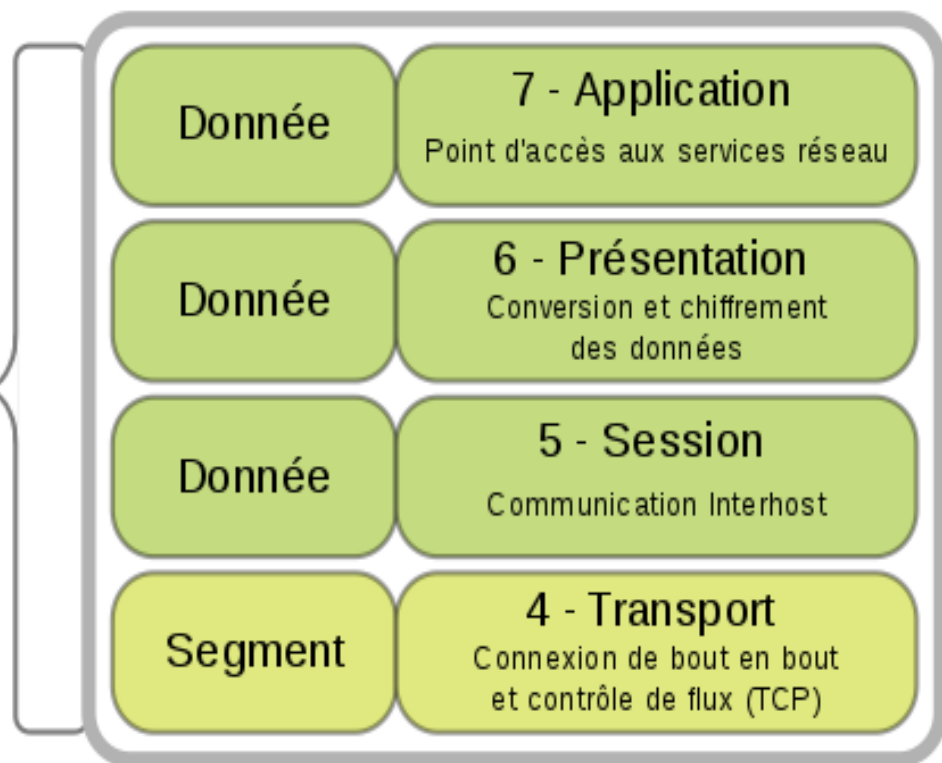 Donnée
7 - Application
Point d'accès aux services réseau
Donnée
6 - Présentation
Conversion et chiffrement
des données
Donnée
5 - Session
Communication Interhost
Segment
4 - Transport
Connexion de bout en bout
et contrôle de flux (TCP)